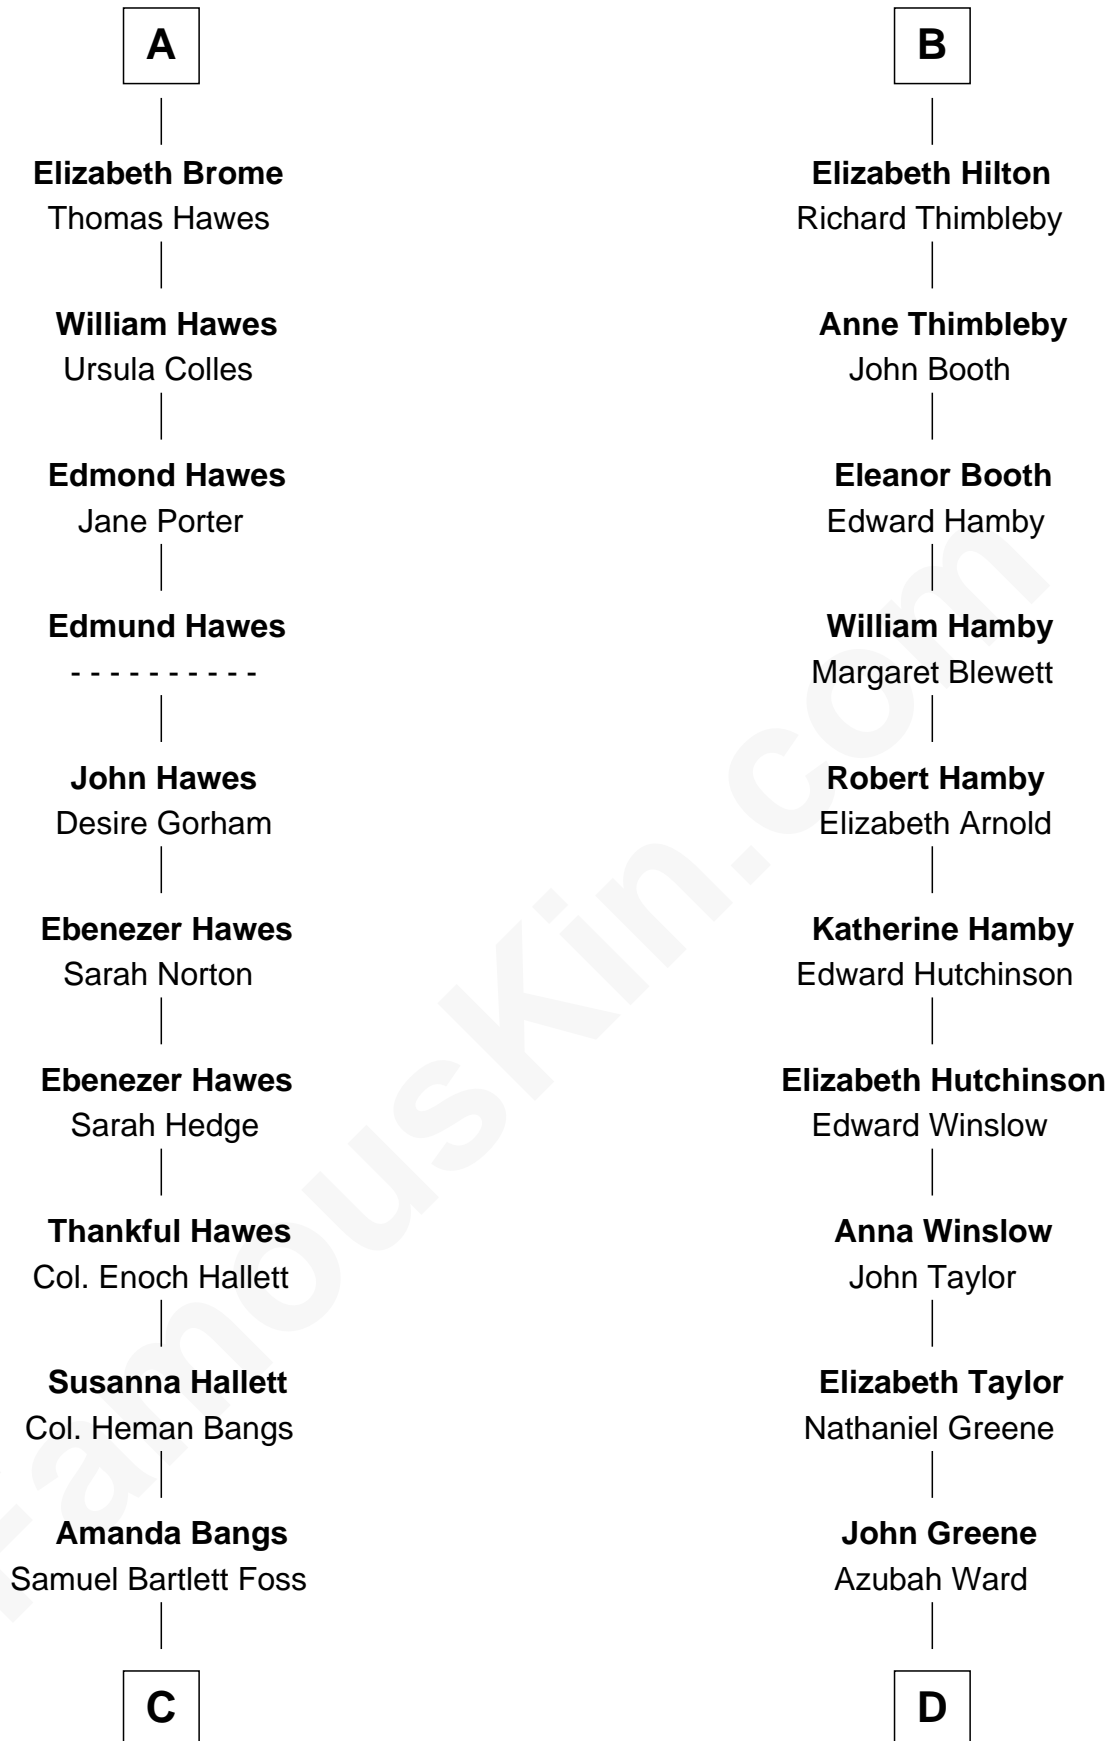 A
Elizabeth Brome
Thomas Hawes
William Hawes
Ursula Colles
Edmond Hawes
Jane Porter
Edmund Hawes
- - - - - - - - - -
John Hawes
Desire Gorham
Ebenezer Hawes
Sarah Norton
Ebenezer Hawes
Sarah Hedge
Thankful Hawes
Col. Enoch Hallett
Susanna Hallett
Col. Heman Bangs
Amanda Bangs
Samuel Bartlett Foss
C
B
Elizabeth Hilton
Richard Thimbleby
Anne Thimbleby
John Booth
Eleanor Booth
Edward Hamby
William Hamby
Margaret Blewett
Robert Hamby
Elizabeth Arnold
Katherine Hamby
Edward Hutchinson
Elizabeth Hutchinson
Edward Winslow
Anna Winslow
John Taylor
Elizabeth Taylor
Nathaniel Greene
John Greene
Azubah Ward
D
FamousKin.com